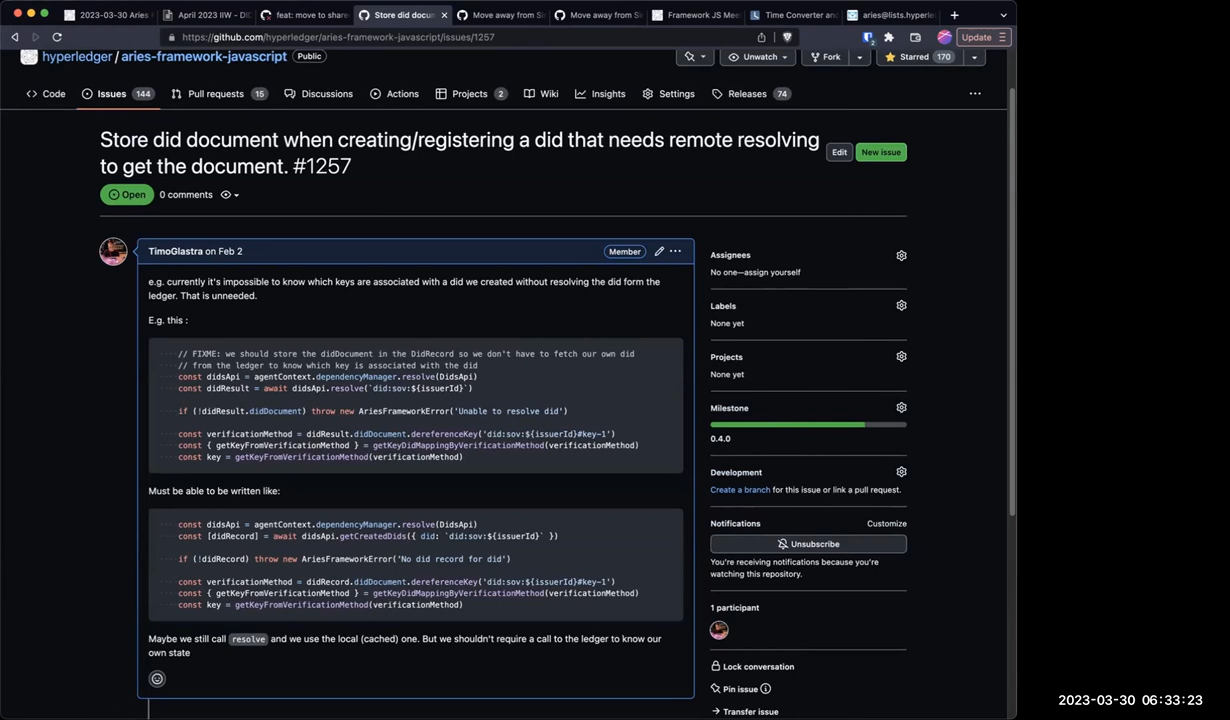 2023-03-30 Aries
April 2023 IIW - DID
feat: move to share
Store did docu
Move away from S
Move away from S
Framework JS Mee
Time Converter an
aries@lists.hyperle
https://github.com/hyperledger/aries-framework-javascript/issues/1257
2
Update
hyperledger / aries-framework-javascript
Public
Unwatch
Fork
Starred 170
Code
Issues 144
Pull requests 15
Discussions
Actions
Projects 2
Wiki
Insights
Settings
Releases 74
Store did document when creating/registering a did that needs remote resolving
to get the document. #1257
Edit
New issue
Open
0 comments
TimoGlastra on Feb 2
Member
e.g. currently it's impossible to know which keys are associated with a did we created without resolving the did form the
ledger. That is unneeded.
E.g. this :
// FIXME: we should store the didDocument in the DidRecord so we don't have to fetch our own did
// from the ledger to know which key is associated with the did
const didsApi = agentContext.dependencyManager.resolve(DidsApi)
const didResult = await didsApi.resolve(`did:sov:${issuerId}`)
if (!didResult.didDocument) throw new AriesFrameworkError('Unable to resolve did')
const verificationMethod = didResult.didDocument.dereferenceKey('did:sov:${issuerId}#key-1')
const { getKeyFromVerificationMethod } = getKeyDidMappingByVerificationMethod(verificationMethod)
const key = getKeyFromVerificationMethod(verificationMethod)
Must be able to be written like:
const didsApi = agentContext.dependencyManager.resolve(DidsApi)
const [didRecord] = await didsApi.getCreatedDids({ did: `did:sov:${issuerId}` })
if (!didRecord) throw new AriesFrameworkError('No did record for did')
const verificationMethod = didRecord.didDocument.dereferenceKey('did:sov:${issuerId}#key-1')
const { getKeyFromVerificationMethod } = getKeyDidMappingByVerificationMethod(verificationMethod)
const key = getKeyFromVerificationMethod(verificationMethod)
Maybe we still call resolve and we use the local (cached) one. But we shouldn't require a call to the ledger to know our
own state
Assignees
No one—assign yourself
Labels
None yet
Projects
None yet
Milestone
0.4.0
Development
Create a branch for this issue or link a pull request.
Notifications
Customize
Unsubscribe
You're receiving notifications because you're
watching this repository.
1 participant
Lock conversation
Pin issue
Transfer issue
2023-03-30 06:33:23